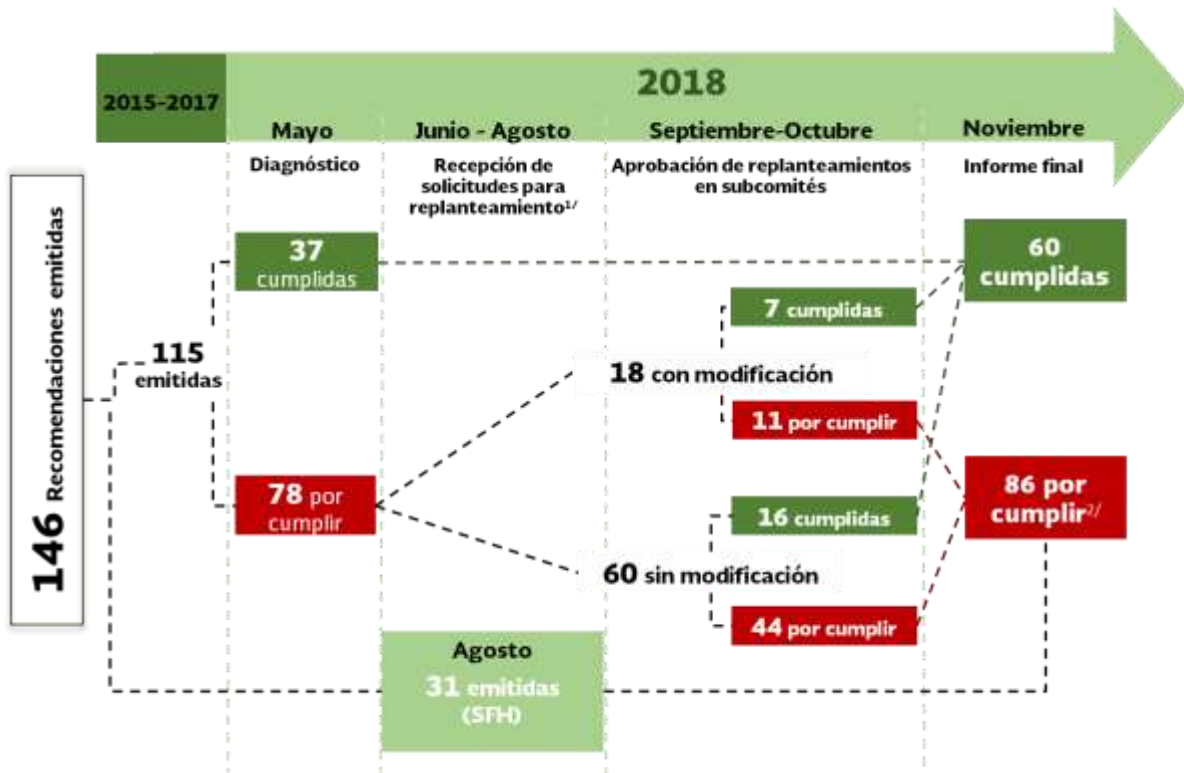 2015-2017
2018
Mayo
Diagnóstico
Junio - Agosto
Recepción de
solicitudes para
replanteamiento1/
Septiembre-Octubre
Aprobación de replanteamientos
en subcomités
Noviembre
Informe final
146 Recomendaciones emitidas
115
emitidas
37
cumplidas
78 por
cumplir
18 con modificación
60 sin modificación
7 cumplidas
11 por cumplir
16 cumplidas
44 por cumplir
60
cumplidas
86 por
cumplir2/
Agosto
31 emitidas
(SFH)